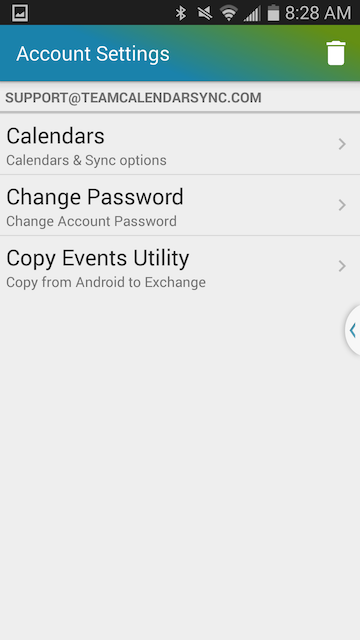 8:28 AM
Account Settings
SUPPORT@TEAMCALENDARSYNC.COM
Calendars
Calendars & Sync options
Change Password
Change Account Password
Copy Events Utility
Copy from Android to Exchange